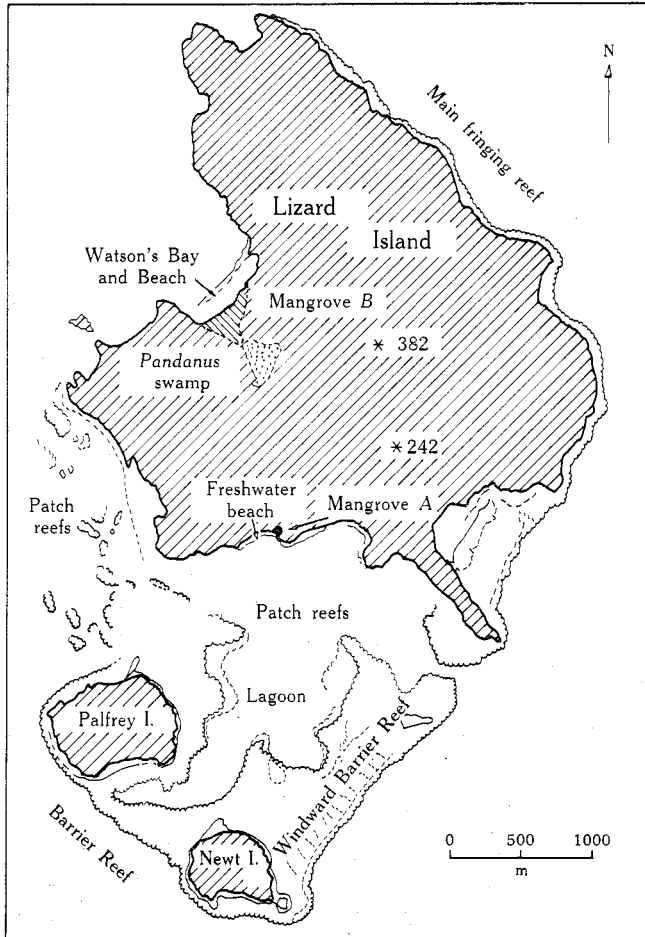 N
Main fringing reef
Lizard
Island
Watson's Bay
and Beach
Mangrove B
* 382
Pandanus
swamp
* 242
Freshwater
beach
Mangrove A
Patch
reefs
Patch reefs
Lagoon
Palfrey I.
Windward Barrier Reef
Barrier Reef
Newt I.
0 500 1000
m